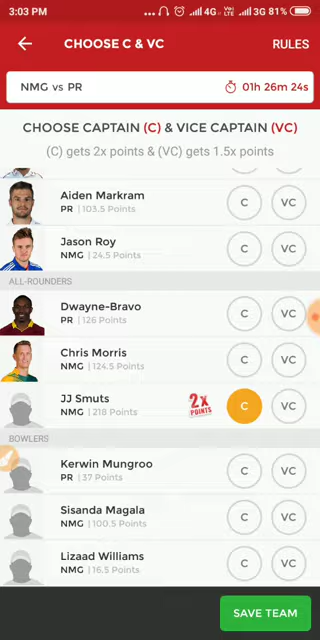 3:03 PM ... 4G VoLTE 3G 81%
CHOOSE C & VC RULES
NMG vs PR 01h 26m 24s
CHOOSE CAPTAIN (C) & VICE CAPTAIN (VC)
(C) gets 2x points & (VC) gets 1.5x points
Aiden Markram
PR | 103.5 Points C VC
Jason Roy
NMG | 24.5 Points C VC
ALL-ROUNDERS
Dwayne-Bravo
PR | 126 Points C VC
Chris Morris
NMG | 124.5 Points C VC
JJ Smuts
NMG | 218 Points 2x POINTS C VC
BOWLERS
Kerwin Mungroo
PR | 37 Points C VC
Sisanda Magala
NMG | 100.5 Points C VC
Lizaad Williams
NMG | 16.5 Points C VC
SAVE TEAM